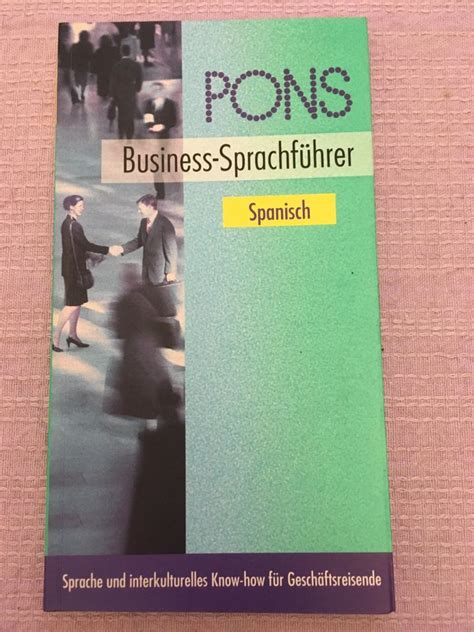 PONS
Business-Sprachführer
Spanisch
Sprache und interkulturelles Know-how für Geschäftsreisende